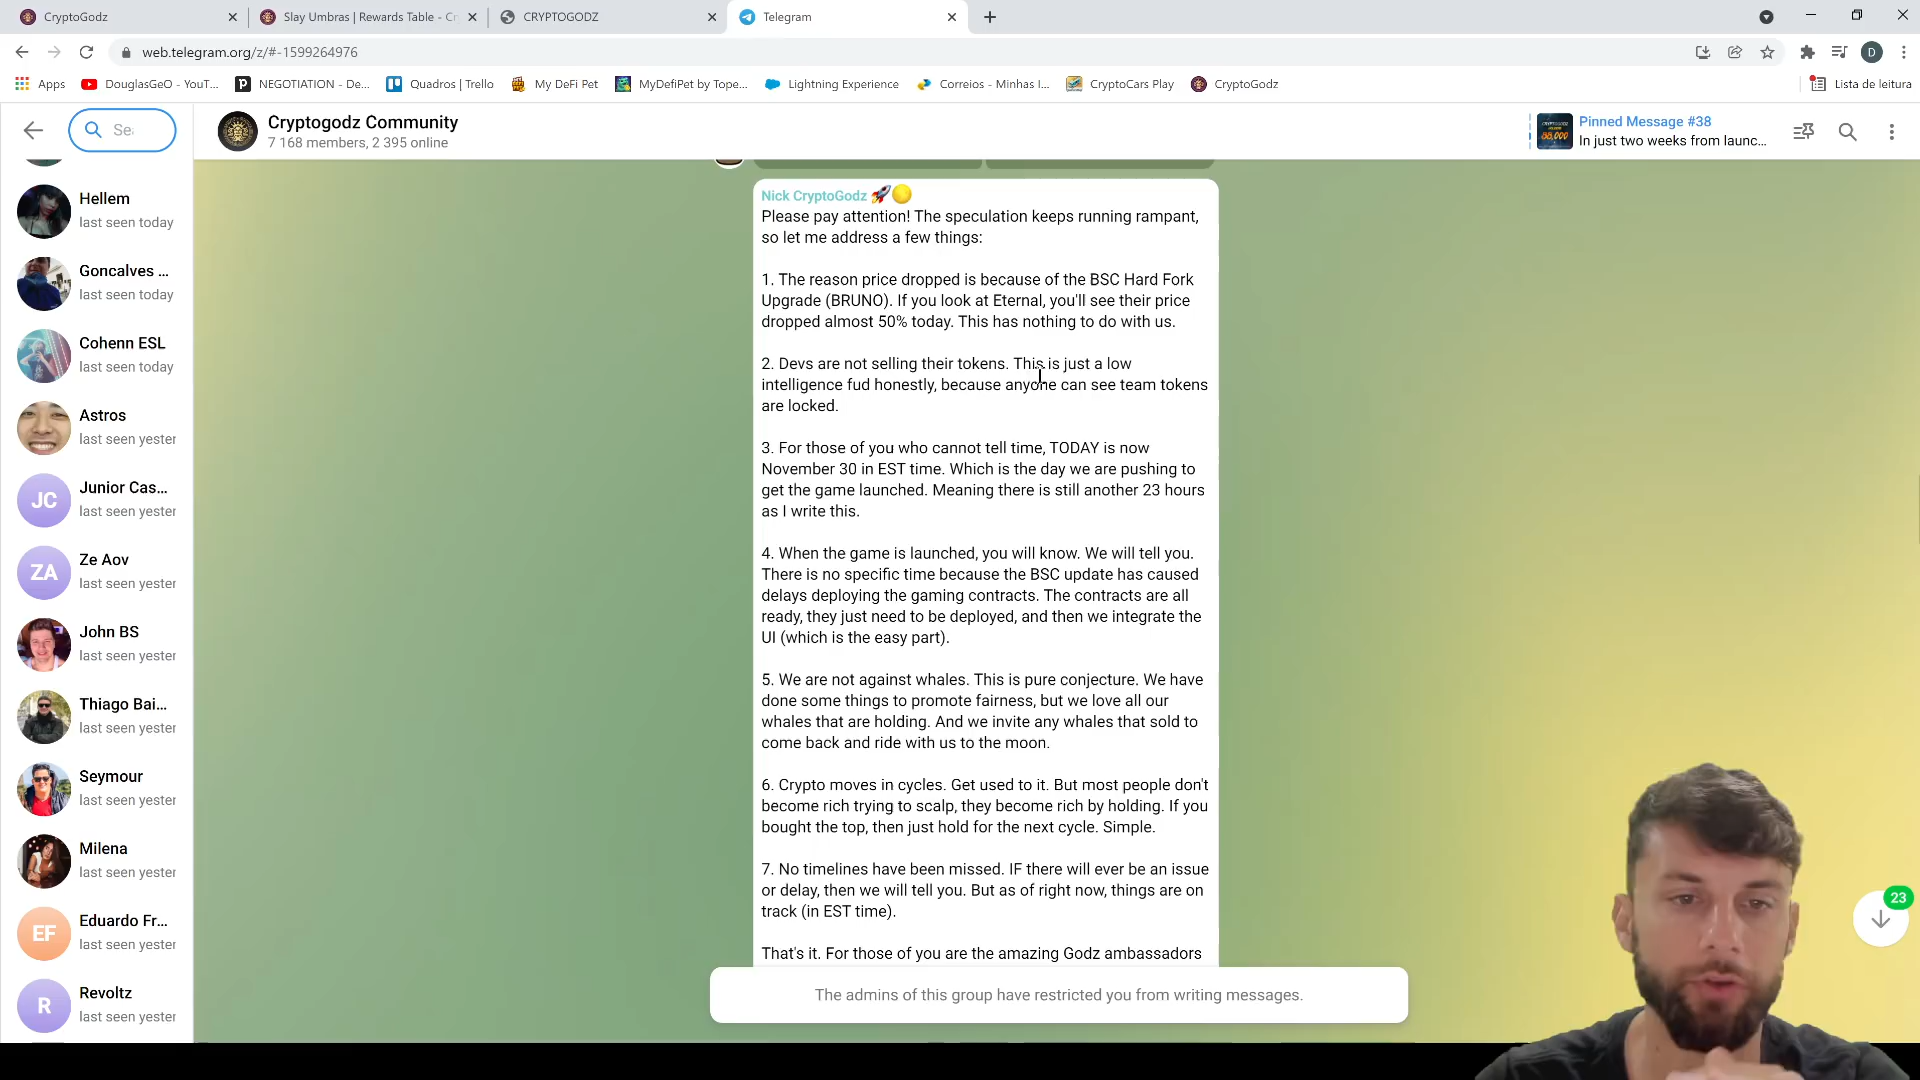 CryptoGodz
Slay Umbras | Rewards Table - Cr
CRYPTOGODZ
Telegram
web.telegram.org/z/#-1599264976
D
Apps
DouglasGeO - YouT...
NEGOTIATION - De...
Quadros | Trello
My DeFi Pet
MyDefiPet by Tope...
Lightning Experience
Correios - Minhas I...
CryptoCars Play
CryptoGodz
Lista de leitura
Sea
Cryptogodz Community
7 168 members, 2 395 online
Pinned Message #38
In just two weeks from launc...
Hellem
last seen today
Goncalves ...
last seen today
Cohenn ESL
last seen today
Astros
last seen yester
JC
Junior Cas...
last seen yester
ZA
Ze Aov
last seen yester
John BS
last seen yester
Thiago Bai...
last seen yester
Seymour
last seen yester
Milena
last seen yester
EF
Eduardo Fr...
last seen yester
R
Revoltz
last seen yester
Nick CryptoGodz 🚀🌕
Please pay attention! The speculation keeps running rampant,
so let me address a few things:
1. The reason price dropped is because of the BSC Hard Fork
Upgrade (BRUNO). If you look at Eternal, you'll see their price
dropped almost 50% today. This has nothing to do with us.
2. Devs are not selling their tokens. This is just a low
intelligence fud honestly, because anyone can see team tokens
are locked.
3. For those of you who cannot tell time, TODAY is now
November 30 in EST time. Which is the day we are pushing to
get the game launched. Meaning there is still another 23 hours
as I write this.
4. When the game is launched, you will know. We will tell you.
There is no specific time because the BSC update has caused
delays deploying the gaming contracts. The contracts are all
ready, they just need to be deployed, and then we integrate the
UI (which is the easy part).
5. We are not against whales. This is pure conjecture. We have
done some things to promote fairness, but we love all our
whales that are holding. And we invite any whales that sold to
come back and ride with us to the moon.
6. Crypto moves in cycles. Get used to it. But most people don't
become rich trying to scalp, they become rich by holding. If you
bought the top, then just hold for the next cycle. Simple.
7. No timelines have been missed. IF there will ever be an issue
or delay, then we will tell you. But as of right now, things are on
track (in EST time).
That's it. For those of you are the amazing Godz ambassadors
The admins of this group have restricted you from writing messages.
23